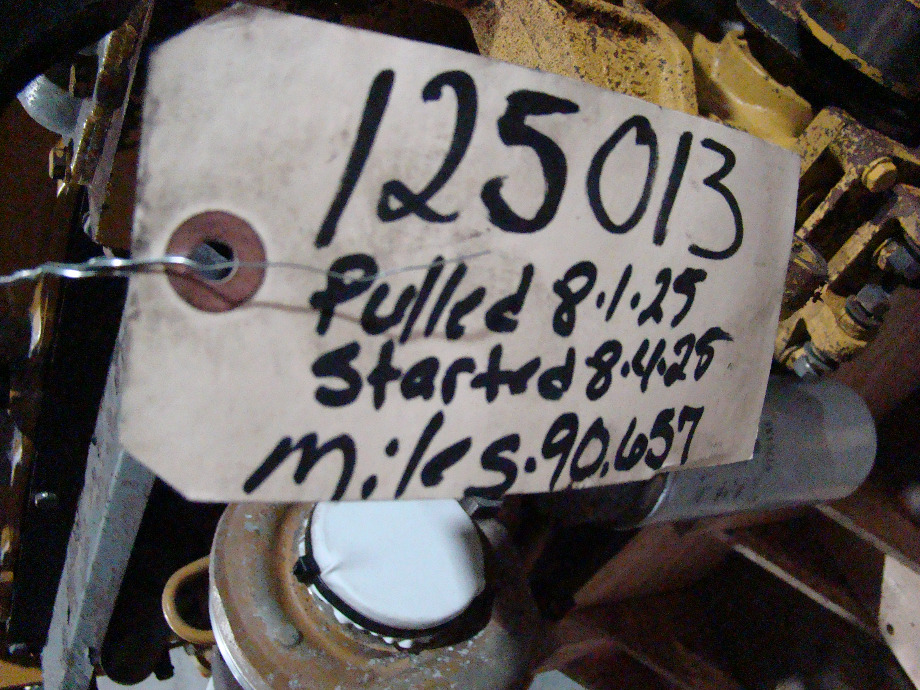 125013
Pulled 8.1.25
started 8.4.25
miles.90.657